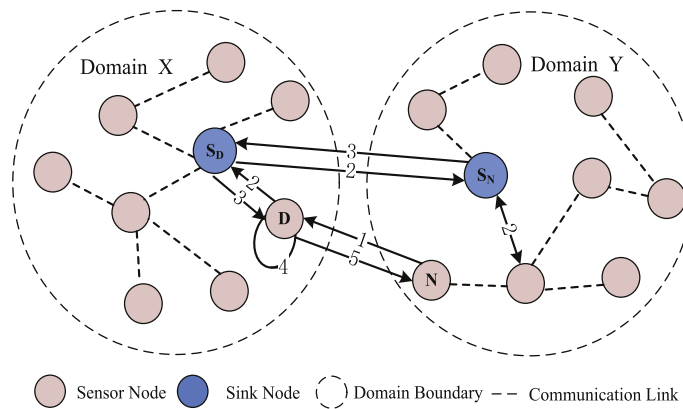 Domain X
Domain Y
S_D
3
2
S_N
2
3
D
1
2
4
5
N
Sensor Node
Sink Node
Domain Boundary
Communication Link